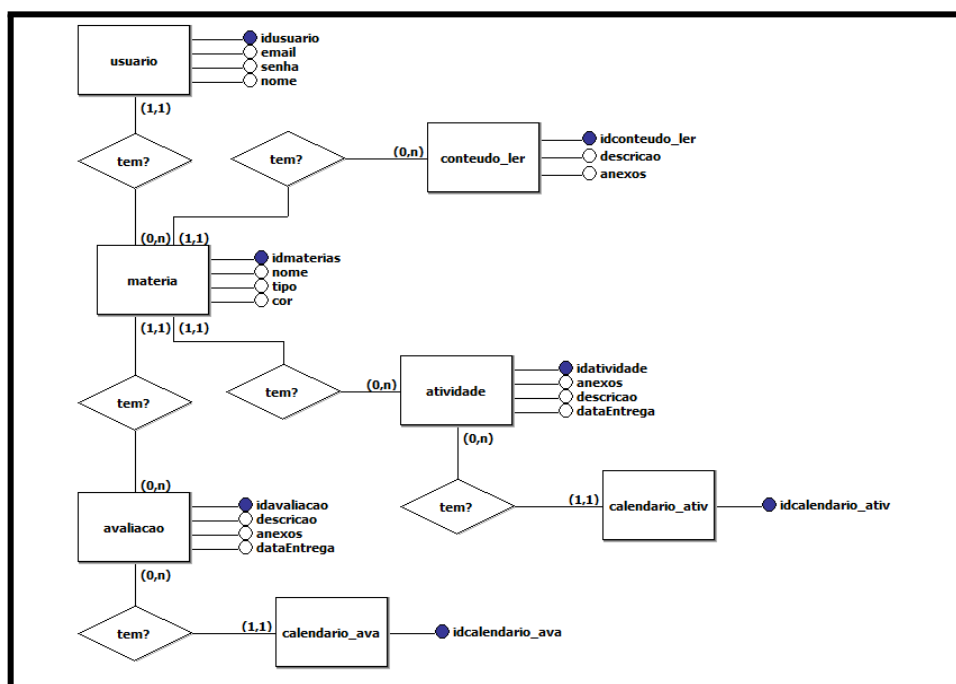 usuario
idusuario
email
senha
nome
(1,1)
tem?
tem?
(0,n)
conteudo_ler
idconteudo_ler
descricao
anexos
(0,n)
(1,1)
materia
idmaterias
nome
tipo
cor
(1,1)
(1,1)
tem?
tem?
(0,n)
atividade
idatividade
anexos
descricao
dataEntrega
(0,n)
tem?
(1,1)
calendario_ativ
idcalendario_ativ
(0,n)
avaliacao
idavaliacao
descricao
anexos
dataEntrega
(0,n)
tem?
(1,1)
calendario_ava
idcalendario_ava